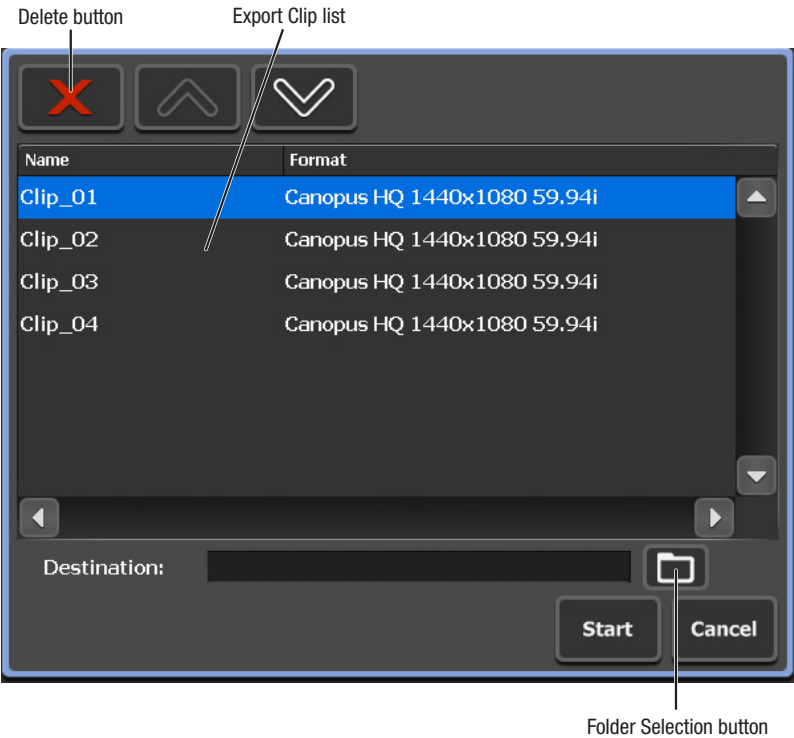 Delete button Export Clip list
Name Format
Clip_01 Canopus HQ 1440x1080 59.94i
Clip_02 Canopus HQ 1440x1080 59.94i
Clip_03 Canopus HQ 1440x1080 59.94i
Clip_04 Canopus HQ 1440x1080 59.94i
Destination:
Start Cancel
Folder Selection button